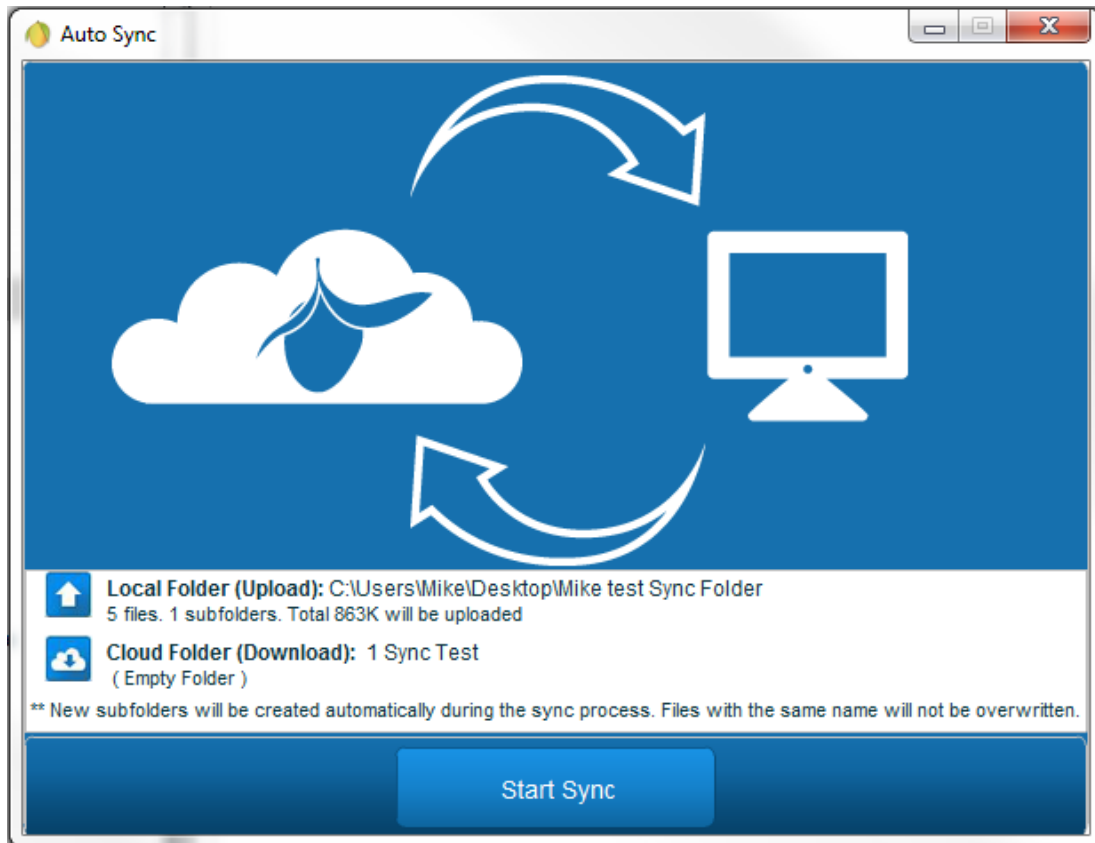 Auto Sync
Local Folder (Upload): C:\Users\Mike\Desktop\Mike test Sync Folder
5 files. 1 subfolders. Total 863K will be uploaded
Cloud Folder (Download): 1 Sync Test
( Empty Folder )
** New subfolders will be created automatically during the sync process. Files with the same name will not be overwritten.
Start Sync